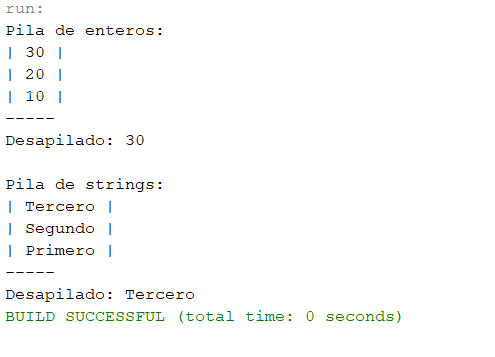 run:
Pila de enteros:
| 30 |
| 20 |
| 10 |
-----
Desapilado: 30

Pila de strings:
| Tercero |
| Segundo |
| Primero |
-----
Desapilado: Tercero
BUILD SUCCESSFUL (total time: 0 seconds)